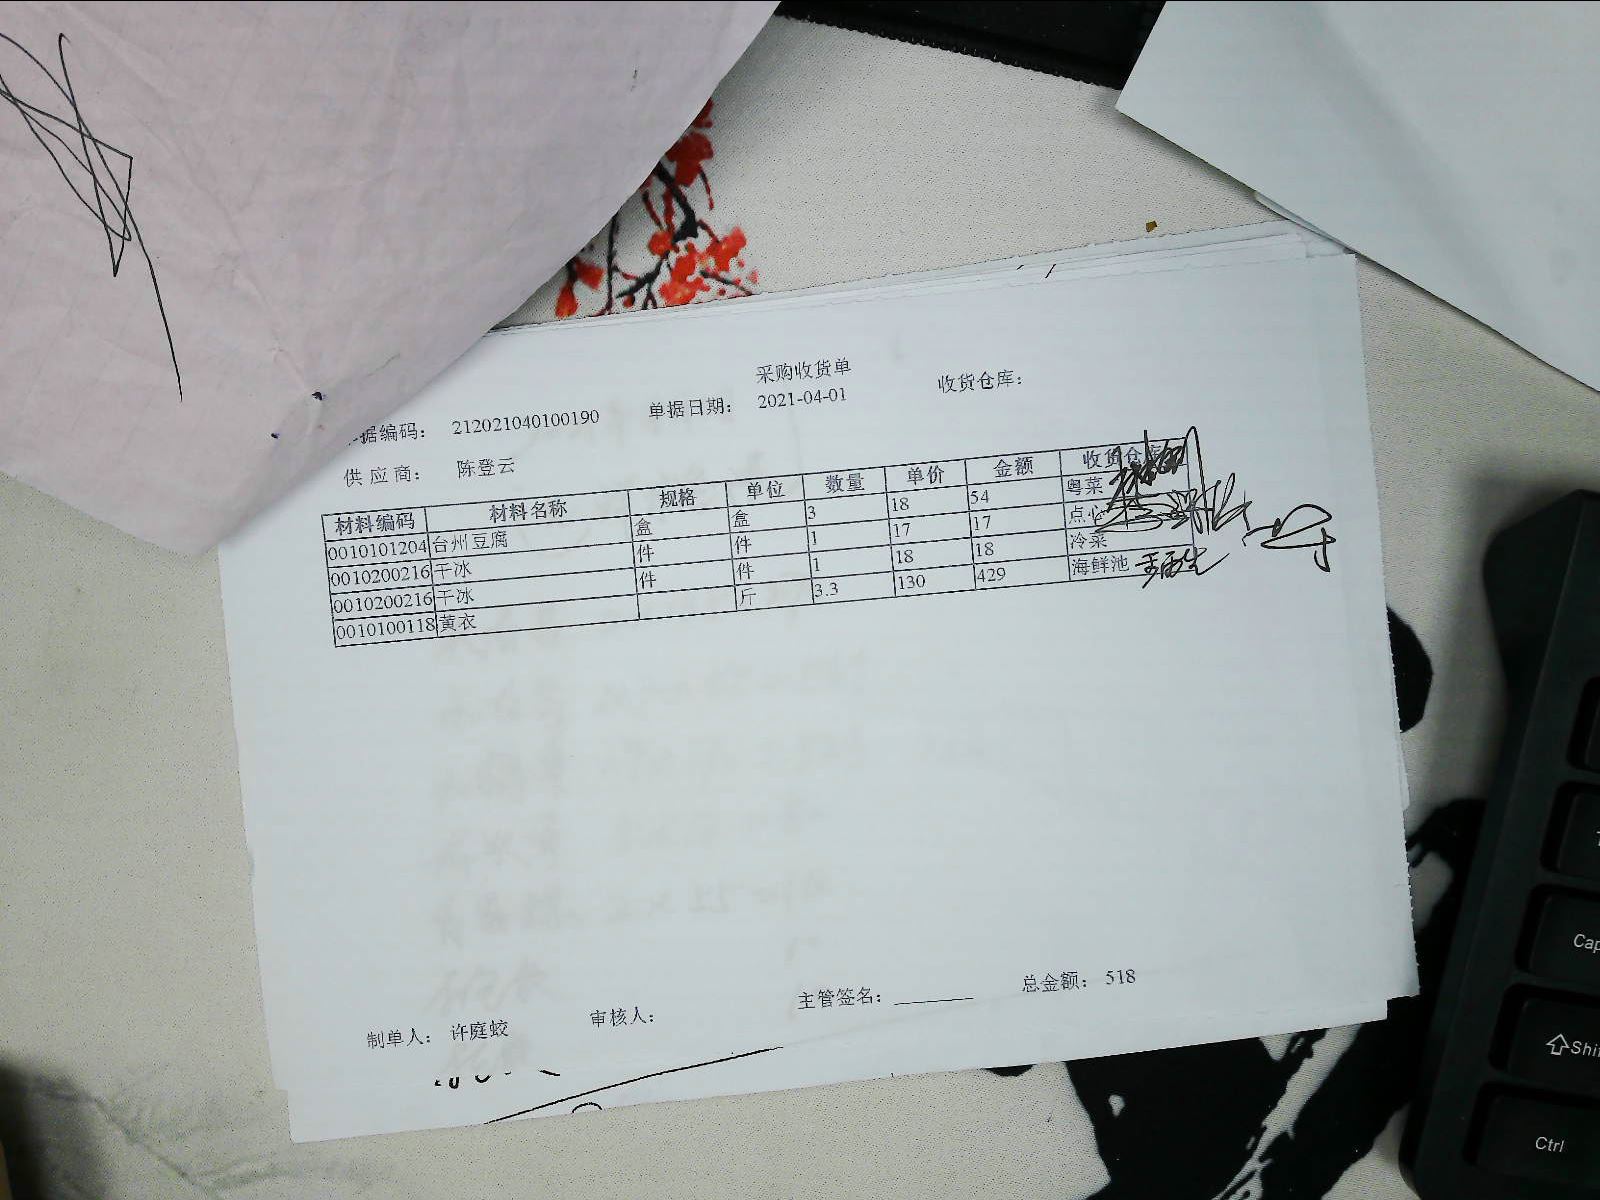 采购收货单
据编码： 212021040100190 单据日期： 2021-04-01 收货仓库：
供应商： 陈登云
材料编码 材料名称 规格 单位 数量 单价 金额 收货仓库
0010101204 台州豆腐 盒 盒 3 18 54 粤菜
0010200216 干冰 件 件 1 17 17 点心
0010200216 干冰 件 件 1 18 18 冷菜
0010100118 黄衣 斤 3.3 130 429 海鲜池
制单人： 许庭蛟 审核人： 主管签名： 总金额： 518
Cap
Shif
Ctrl